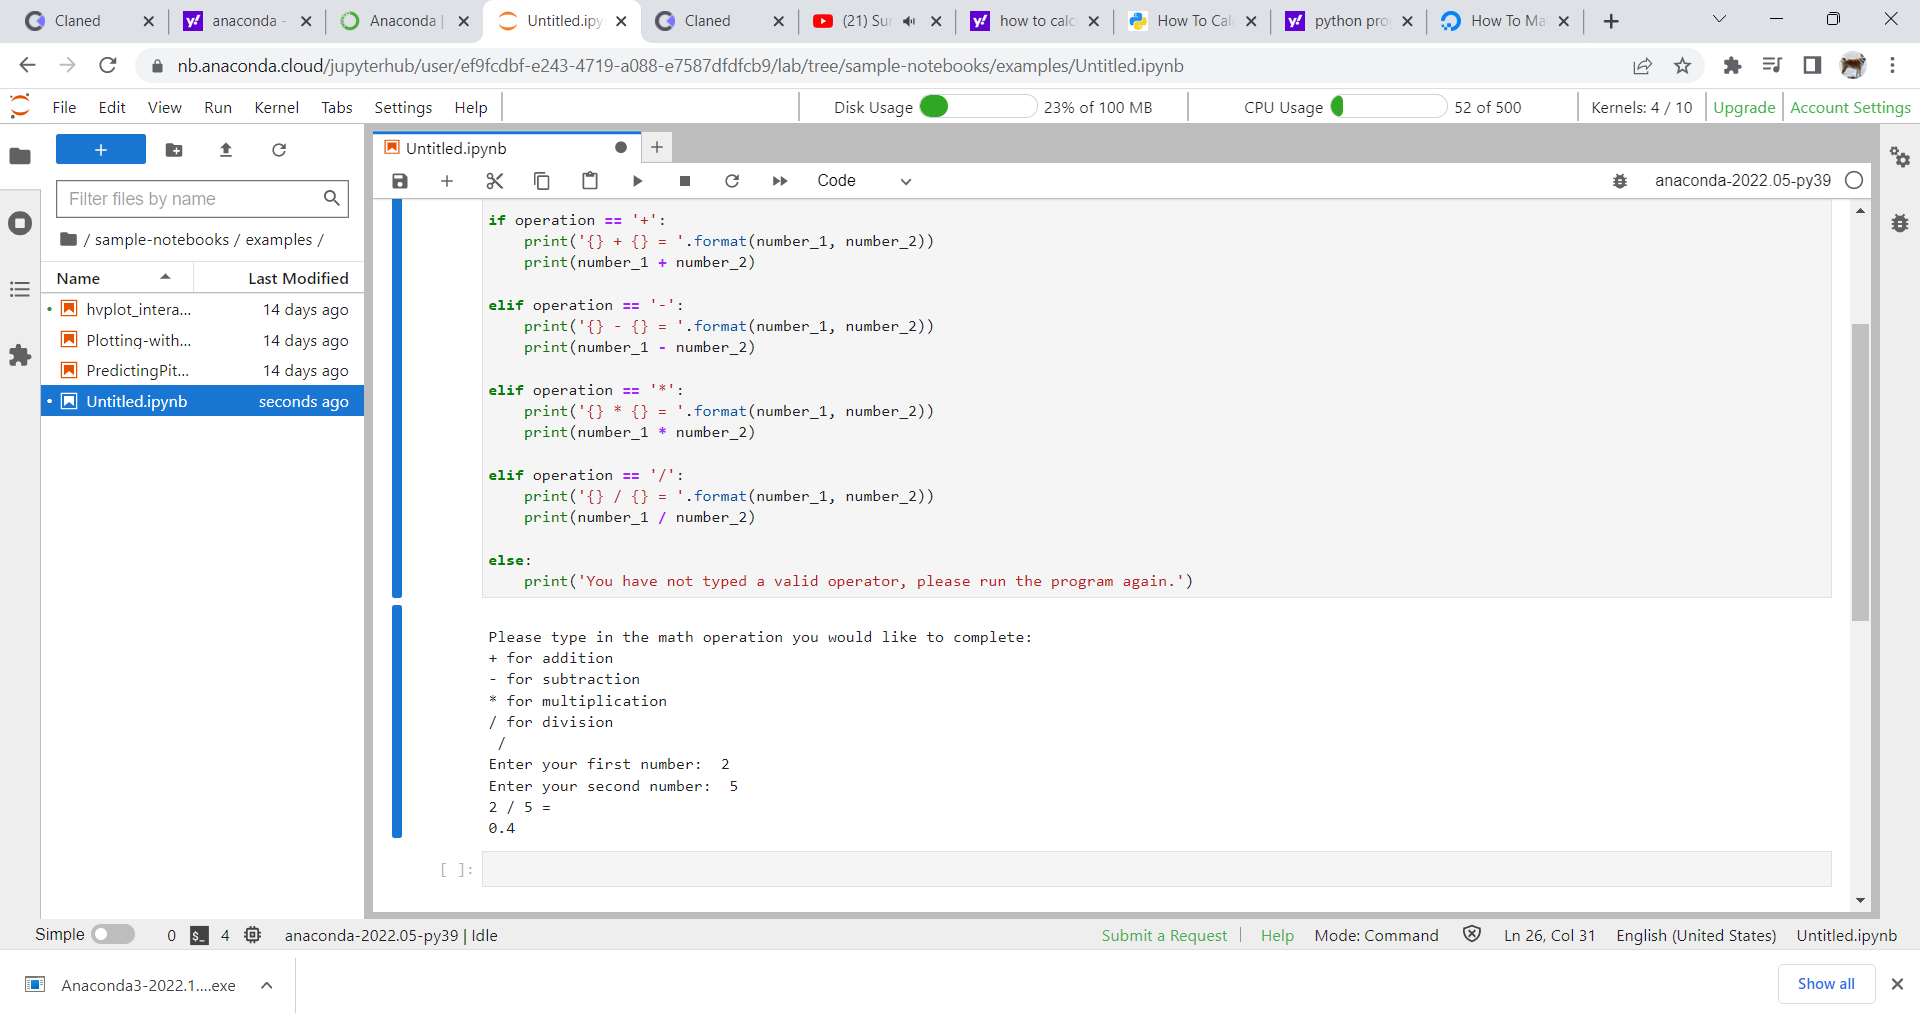 Claned
anaconda -
Anaconda |
Untitled.ipy
Claned
(21) Sur
how to calc
How To Cal
python pro
How To Ma
nb.anaconda.cloud/jupyterhub/user/ef9fcdbf-e243-4719-a088-e7587dfdfcb9/lab/tree/sample-notebooks/examples/Untitled.ipynb
File Edit View Run Kernel Tabs Settings Help
Disk Usage 23% of 100 MB
CPU Usage 52 of 500
Kernels: 4 / 10
Upgrade
Account Settings
+
Filter files by name
/ sample-notebooks / examples /
Name Last Modified
hvplot_intera... 14 days ago
Plotting-with... 14 days ago
PredictingPit... 14 days ago
Untitled.ipynb seconds ago
Untitled.ipynb
Code
anaconda-2022.05-py39
if operation == '+':
    print('{} + {} = '.format(number_1, number_2))
    print(number_1 + number_2)
elif operation == '-':
    print('{} - {} = '.format(number_1, number_2))
    print(number_1 - number_2)
elif operation == '*':
    print('{} * {} = '.format(number_1, number_2))
    print(number_1 * number_2)
elif operation == '/':
    print('{} / {} = '.format(number_1, number_2))
    print(number_1 / number_2)
else:
    print('You have not typed a valid operator, please run the program again.')
Please type in the math operation you would like to complete:
+ for addition
- for subtraction
* for multiplication
/ for division
 /
Enter your first number:  2
Enter your second number:  5
2 / 5 =
0.4
[ ]:
Simple 0 $_ 4 anaconda-2022.05-py39 | Idle
Submit a Request Help Mode: Command Ln 26, Col 31 English (United States) Untitled.ipynb
Anaconda3-2022.1....exe
Show all